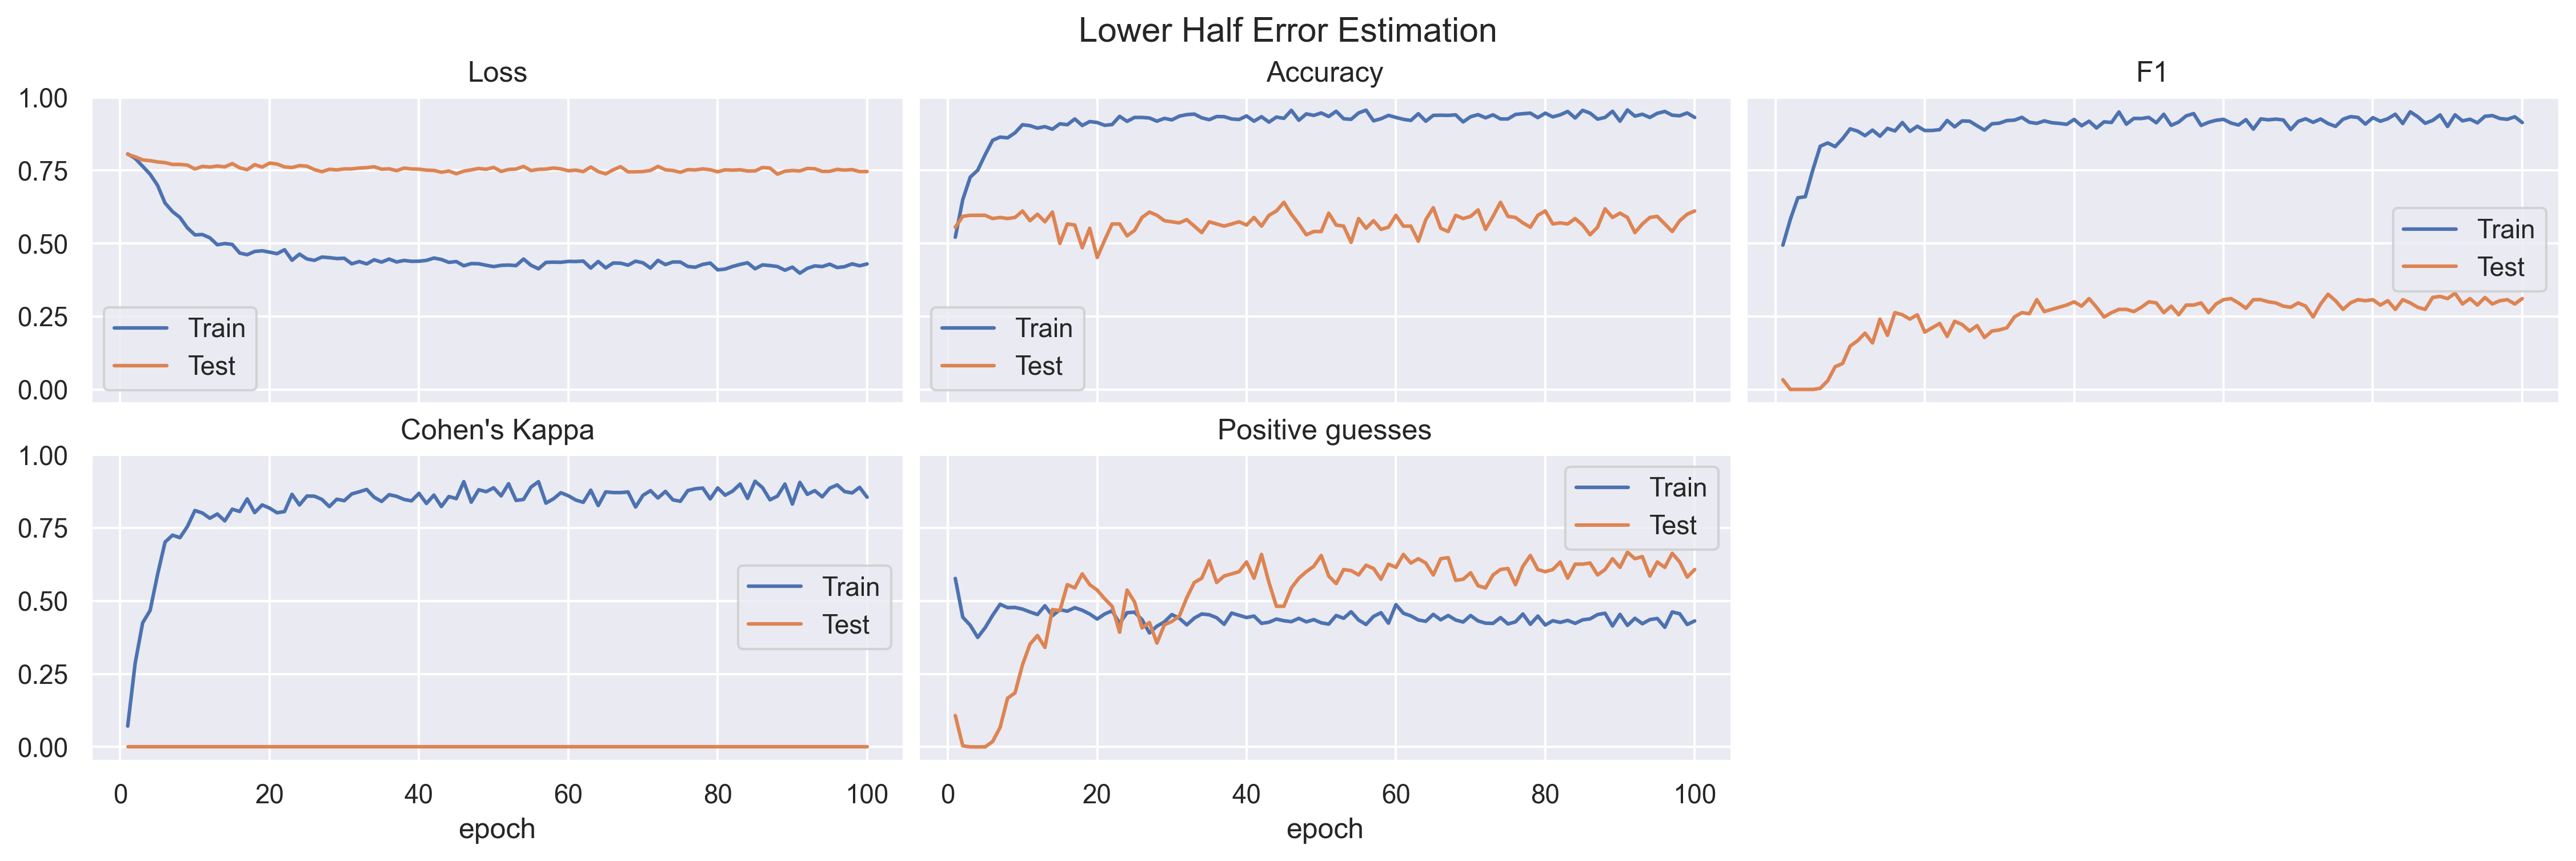 Lower Half Error Estimation
Loss
1.00
0.75
0.50
0.25
0.00
Train
Test
Accuracy
Train
Test
F1
Train
Test
Cohen's Kappa
1.00
0.75
0.50
0.25
0.00
Train
Test
0 20 40 60 80 100
epoch
Positive guesses
Train
Test
0 20 40 60 80 100
epoch